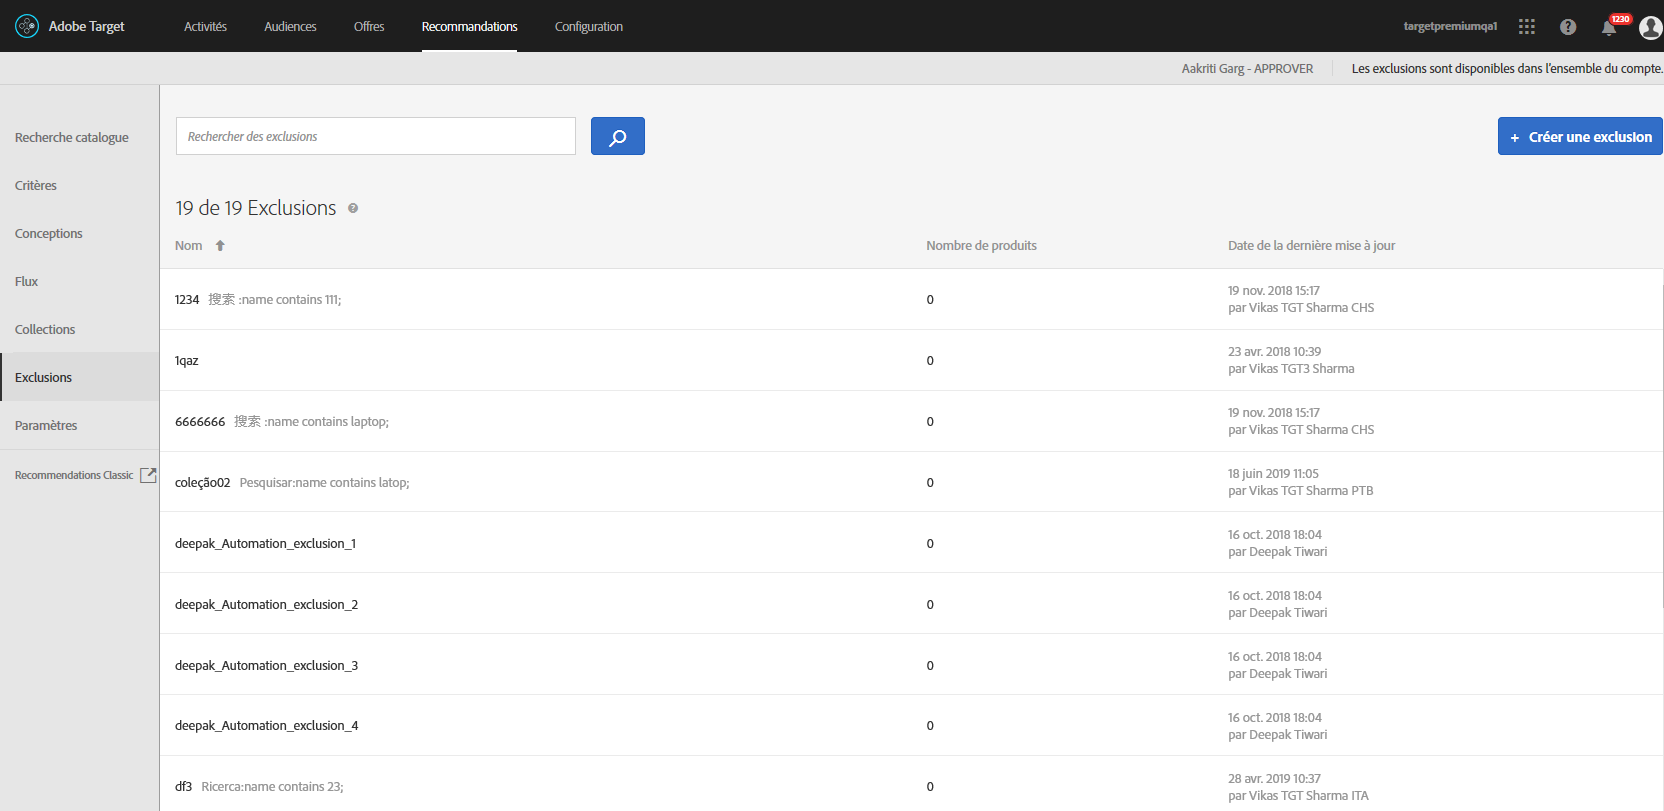 Adobe Target
Activités
Audiences
Offres
Recommandations
Configuration
targetpremiumqa1
1230
Aakriti Garg - APPROVER
Les exclusions sont disponibles dans l'ensemble du compte.
Recherche catalogue
Critères
Conceptions
Flux
Collections
Exclusions
Paramètres
Recommendations Classic
Rechercher des exclusions
+ Créer une exclusion
19 de 19 Exclusions
Nom
Nombre de produits
Date de la dernière mise à jour
1234 搜索 :name contains 111;
0
19 nov. 2018 15:17
par Vikas TGT Sharma CHS
1qaz
0
23 avr. 2018 10:39
par Vikas TGT3 Sharma
6666666 搜索 :name contains laptop;
0
19 nov. 2018 15:17
par Vikas TGT Sharma CHS
coleção02 Pesquisar:name contains latop;
0
18 juin 2019 11:05
par Vikas TGT Sharma PTB
deepak_Automation_exclusion_1
0
16 oct. 2018 18:04
par Deepak Tiwari
deepak_Automation_exclusion_2
0
16 oct. 2018 18:04
par Deepak Tiwari
deepak_Automation_exclusion_3
0
16 oct. 2018 18:04
par Deepak Tiwari
deepak_Automation_exclusion_4
0
16 oct. 2018 18:04
par Deepak Tiwari
df3 Ricerca:name contains 23;
0
28 avr. 2019 10:37
par Vikas TGT Sharma ITA